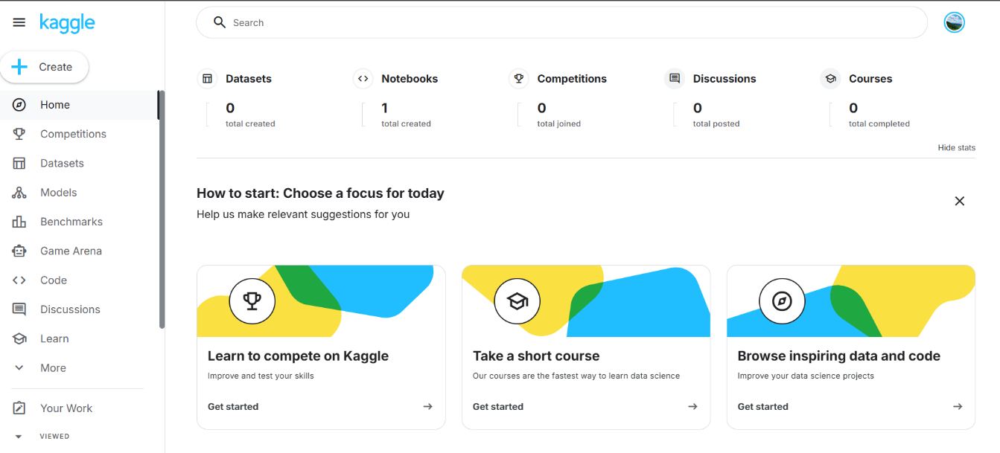 kaggle
Search
Create
Home
Competitions
Datasets
Models
Benchmarks
Game Arena
Code
Discussions
Learn
More
Your Work
VIEWED
Datasets
0
total created
Notebooks
1
total created
Competitions
0
total joined
Discussions
0
total posted
Courses
0
total completed
Hide stats
How to start: Choose a focus for today
Help us make relevant suggestions for you
Learn to compete on Kaggle
Improve and test your skills
Get started
Take a short course
Our courses are the fastest way to learn data science
Get started
Browse inspiring data and code
Improve your data science projects
Get started